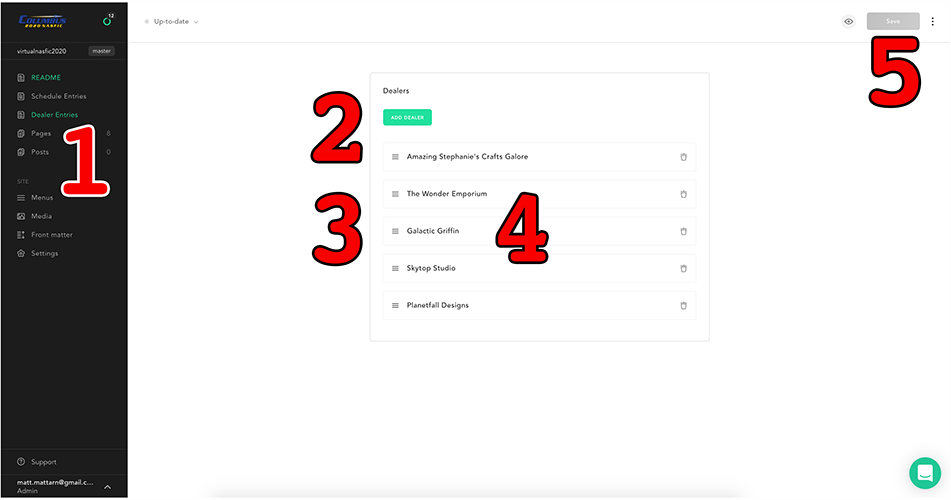 COLUMBUS
2020 NASFIC
12
virtualnasfic2020 master
README
Schedule Entries
Dealer Entries
Pages 8
Posts 0
SITE
Menus
Media
Front matter
Settings
Support
matt.mattarn@gmail.c...
Admin
1
Up-to-date
Save
5
Dealers
2
ADD DEALER
Amazing Stephanie's Crafts Galore
The Wonder Emporium
3
Galactic Griffin
4
Skytop Studio
Planetfall Designs